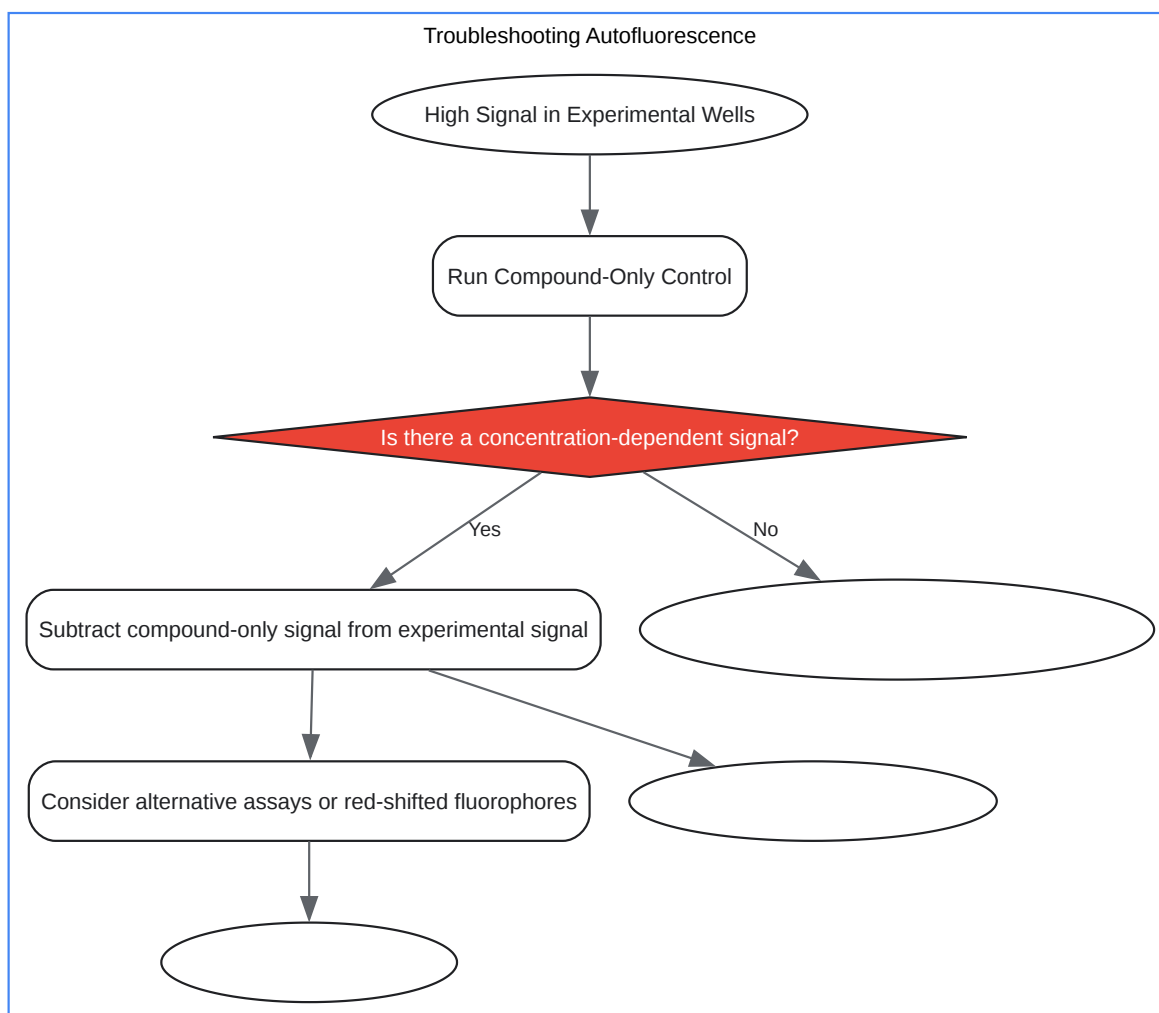 Troubleshooting Autofluorescence
High Signal in Experimental Wells
Run Compound-Only Control
Is there a concentration-dependent signal?
Yes
No
Subtract compound-only signal from experimental signal
Consider alternative assays or red-shifted fluorophores